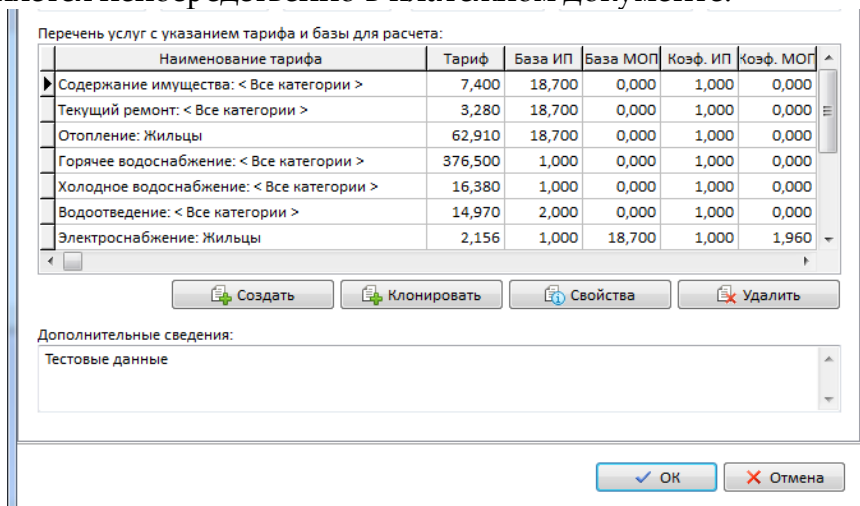 непосредственно в платежном документе.
Перечень услуг с указанием тарифа и базы для расчета:
Наименование тарифа Тариф База ИП База МОП Коэф. ИП Коэф. МОП
Содержание имущества: < Все категории > 7,400 18,700 0,000 1,000 0,000
Текущий ремонт: < Все категории > 3,280 18,700 0,000 1,000 0,000
Отопление: Жильцы 62,910 18,700 0,000 1,000 0,000
Горячее водоснабжение: < Все категории > 376,500 1,000 0,000 1,000 0,000
Холодное водоснабжение: < Все категории > 16,380 1,000 0,000 1,000 0,000
Водоотведение: < Все категории > 14,970 2,000 0,000 1,000 0,000
Электроснабжение: Жильцы 2,156 1,000 18,700 1,000 1,960
Создать Клонировать Свойства Удалить
Дополнительные сведения:
Тестовые данные
ОК Отмена